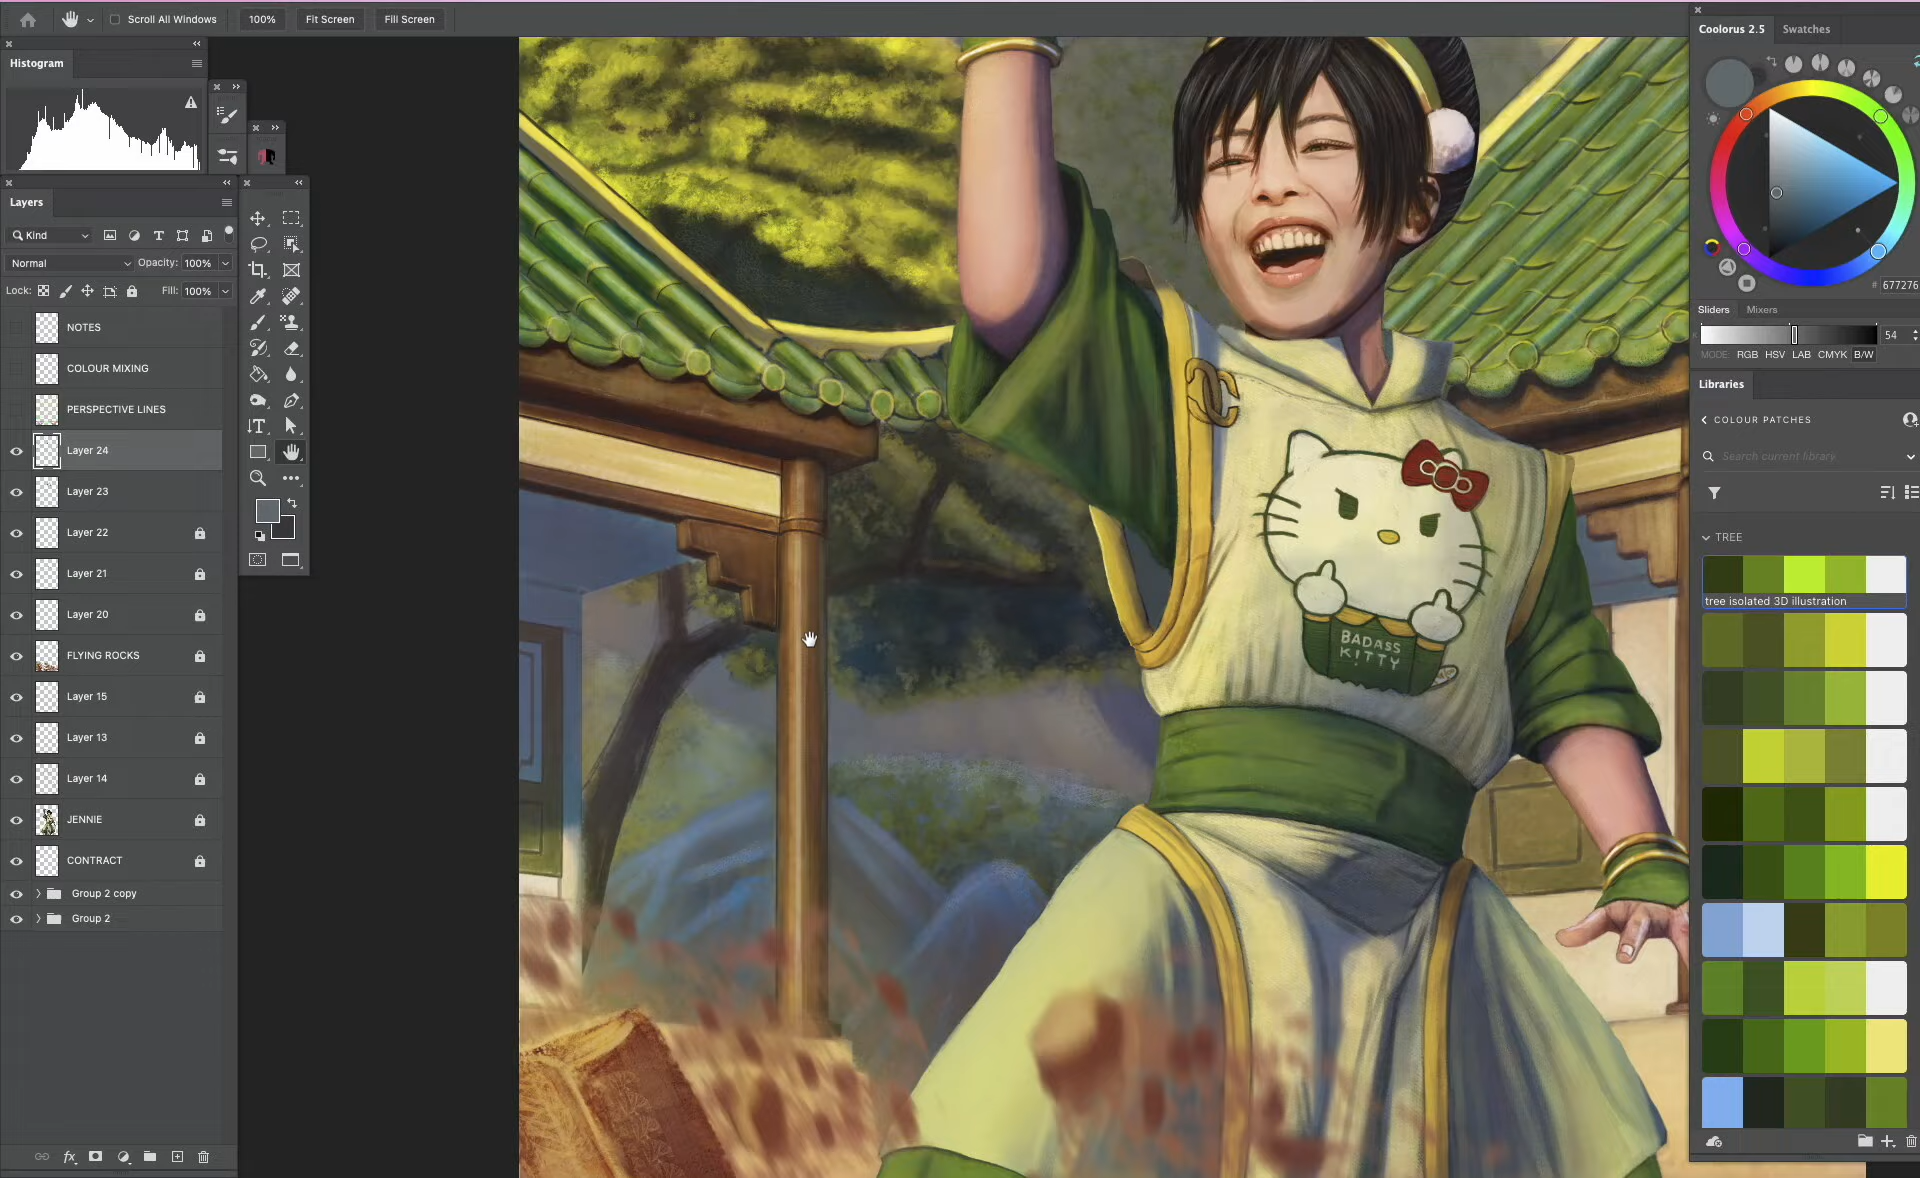 Scroll All Windows
100%
Fit Screen
Fill Screen
Histogram
Layers
Kind
Normal
Opacity: 100%
Lock:
Fill: 100%
NOTES
COLOUR MIXING
PERSPECTIVE LINES
Layer 24
Layer 23
Layer 22
Layer 21
Layer 20
FLYING ROCKS
Layer 15
Layer 13
Layer 14
JENNIE
CONTRACT
Group 2 copy
Group 2
BADASS
KITTY
Coolorus 2.5
Swatches
# 677276
Sliders
Mixers
54
MODE: RGB HSV LAB CMYK B/W
Libraries
COLOUR PATCHES
Search current library
TREE
tree isolated 3D illustration